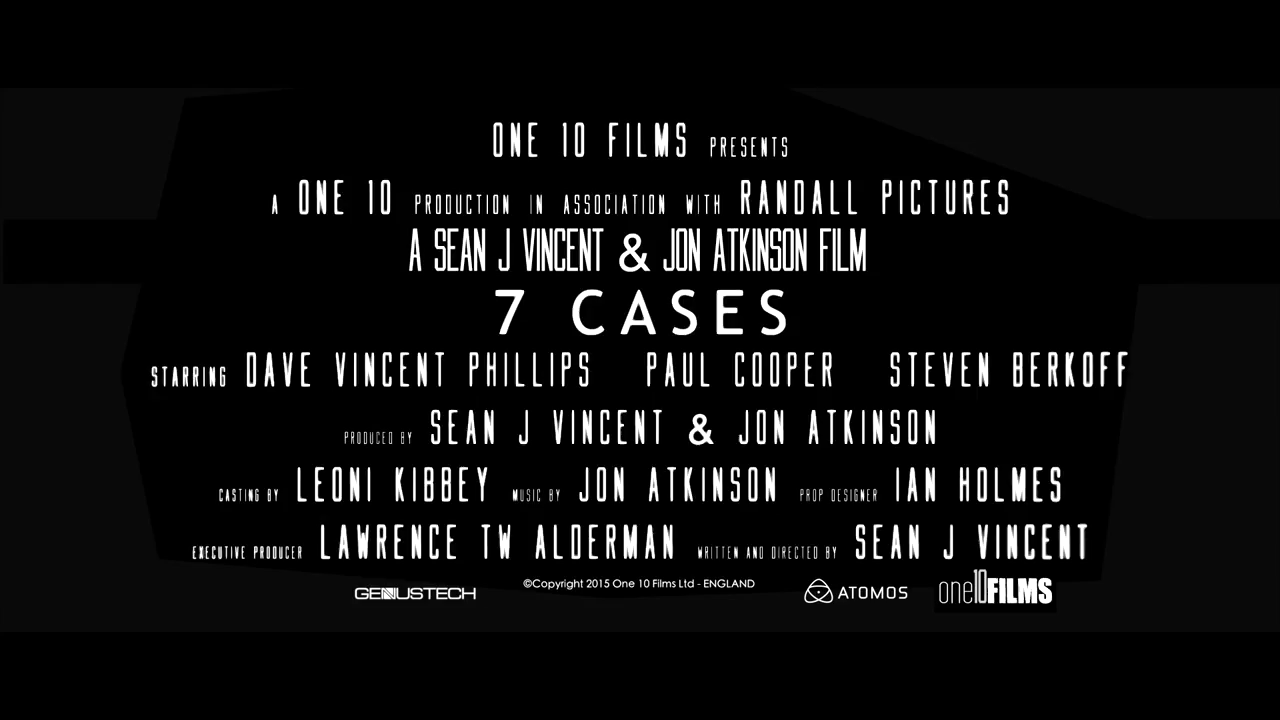 ONE 10 FILMS PRESENTS
A ONE 10 PRODUCTION IN ASSOCIATION WITH RANDALL PICTURES
A SEAN J VINCENT & JON ATKINSON FILM
7 CASES
STARRING DAVE VINCENT PHILLIPS PAUL COOPER STEVEN BERKOFF
PRODUCED BY SEAN J VINCENT & JON ATKINSON
CASTING BY LEONI KIBBEY MUSIC BY JON ATKINSON PROP DESIGNER IAN HOLMES
EXECUTIVE PRODUCER LAWRENCE TW ALDERMAN WRITTEN AND DIRECTED BY SEAN J VINCENT
GENUSTECH ©Copyright 2015 One 10 Films Ltd - ENGLAND ATOMOS one10FILMS